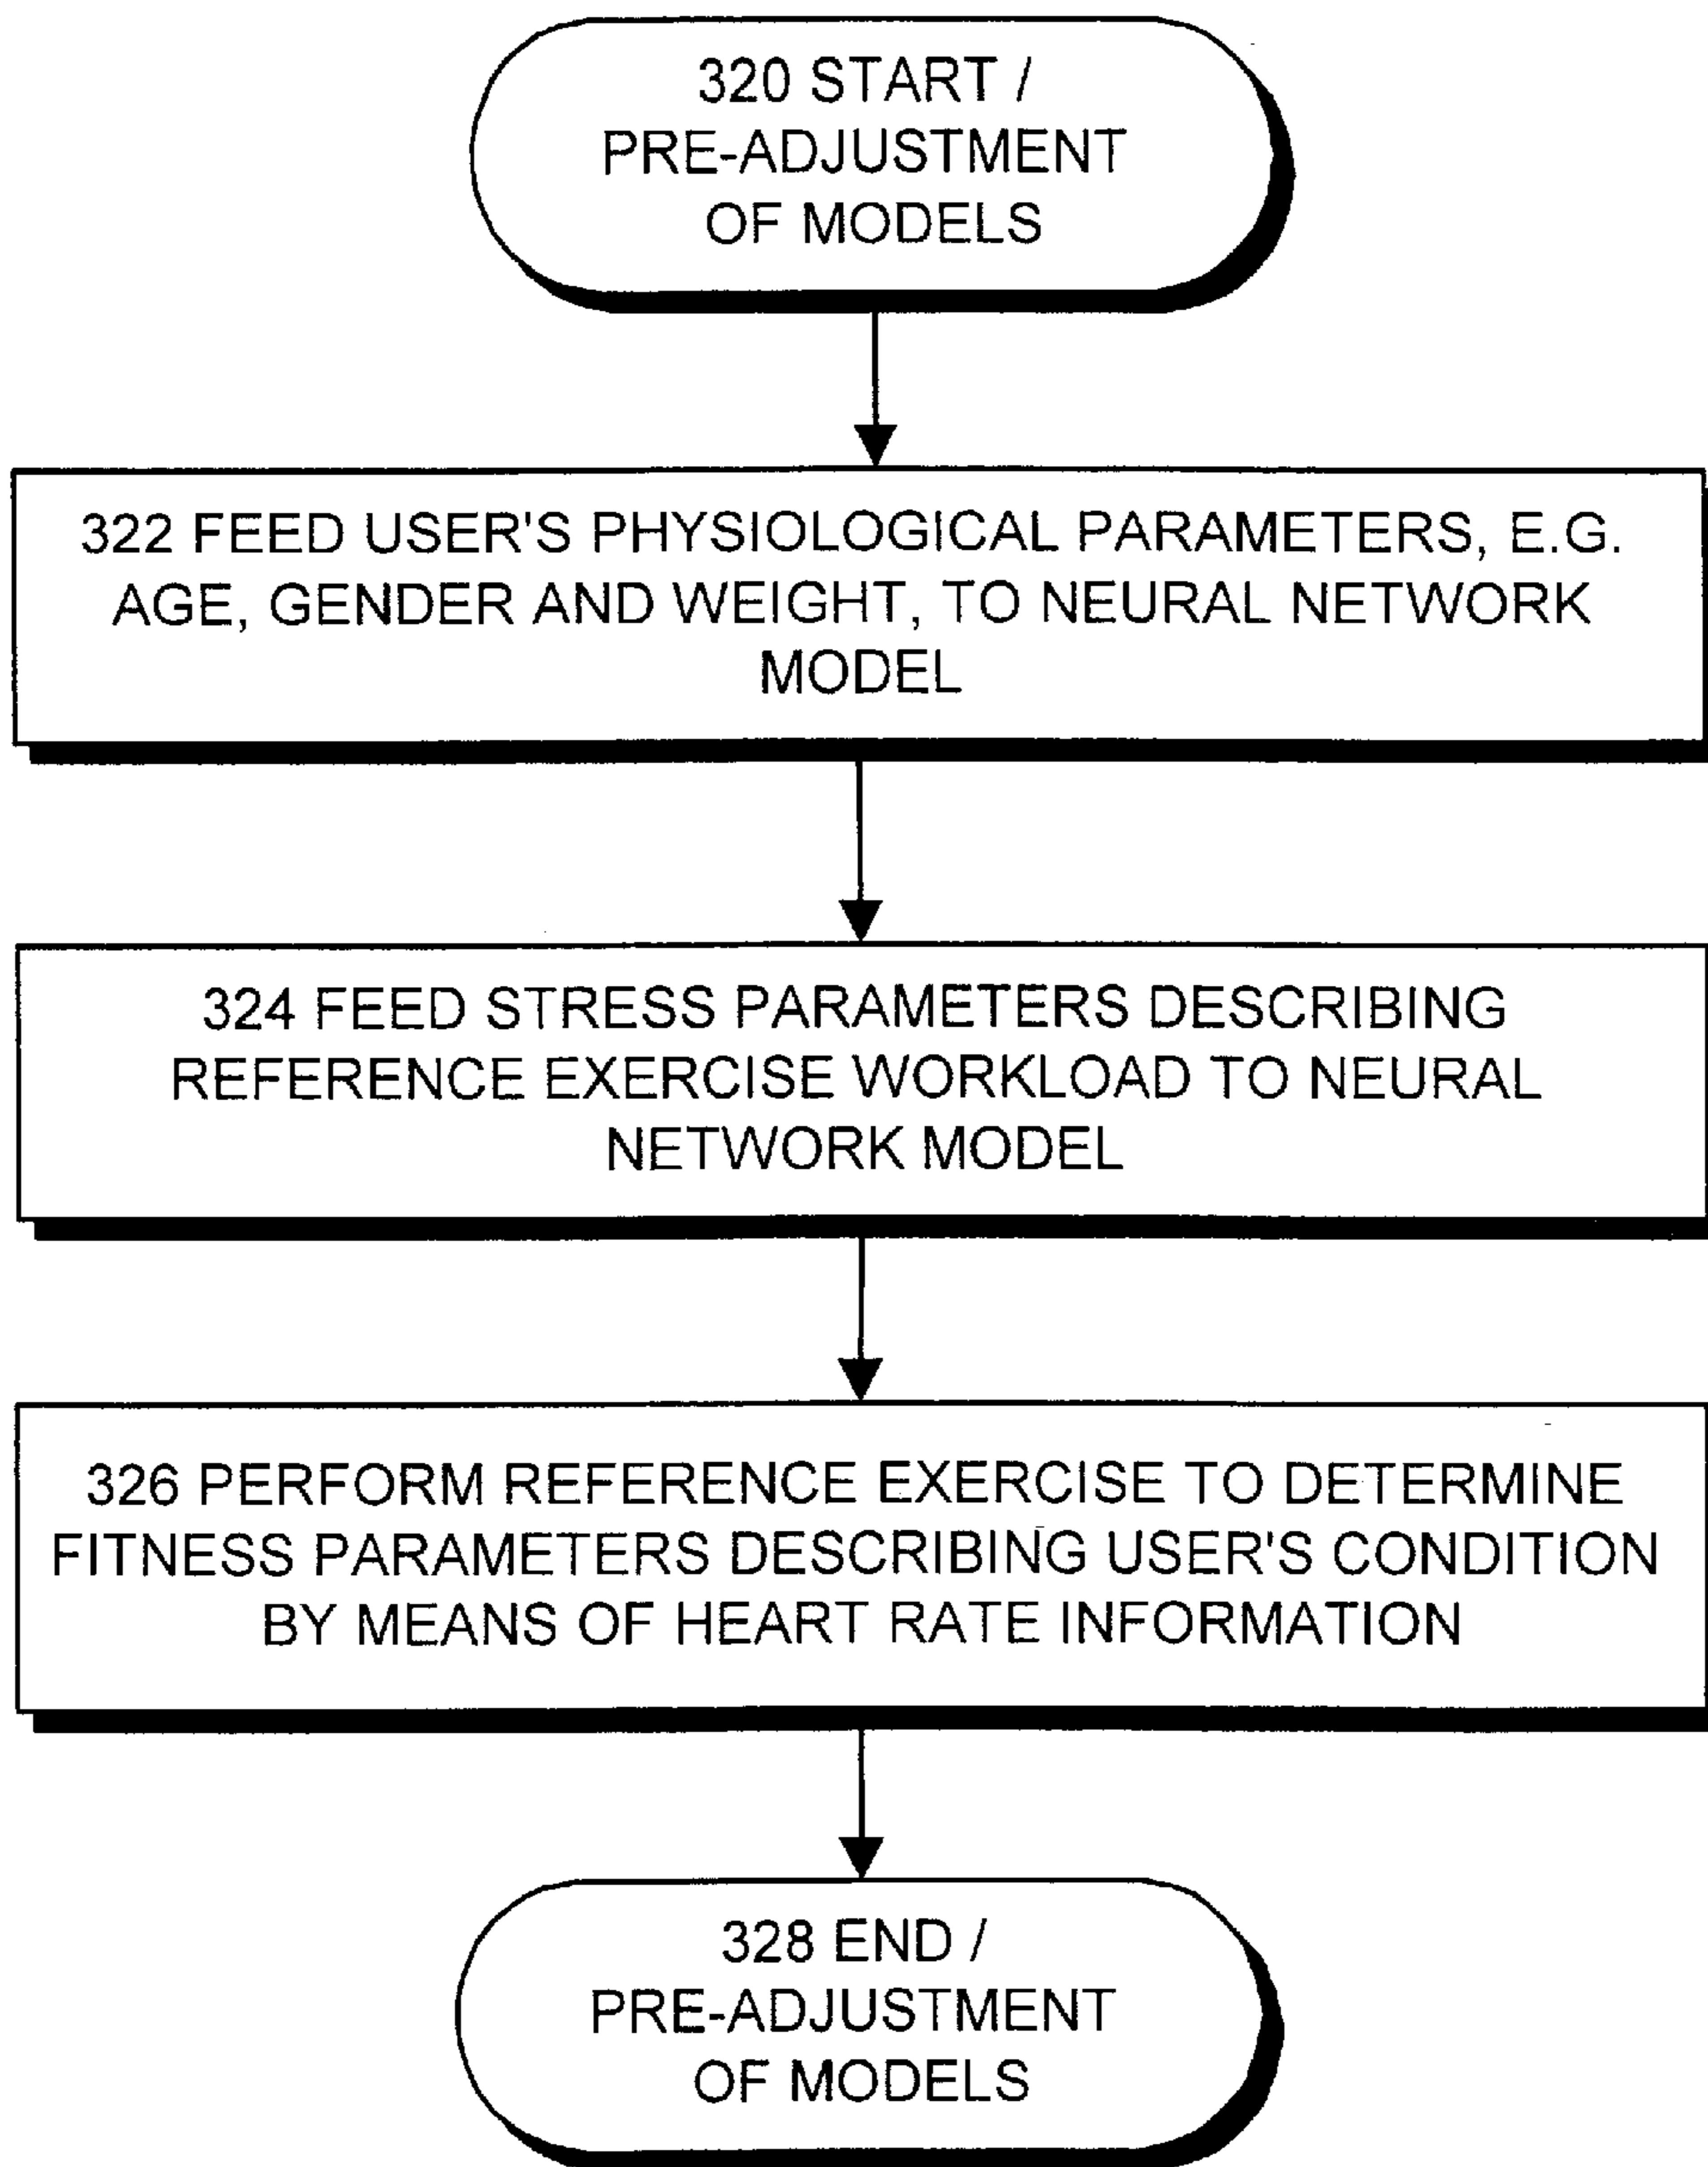 320 START /
PRE-ADJUSTMENT
OF MODELS
322 FEED USER'S PHYSIOLOGICAL PARAMETERS, E.G.
AGE, GENDER AND WEIGHT, TO NEURAL NETWORK
MODEL
324 FEED STRESS PARAMETERS DESCRIBING
REFERENCE EXERCISE WORKLOAD TO NEURAL
NETWORK MODEL
326 PERFORM REFERENCE EXERCISE TO DETERMINE
FITNESS PARAMETERS DESCRIBING USER'S CONDITION
BY MEANS OF HEART RATE INFORMATION
328 END /
PRE-ADJUSTMENT
OF MODELS